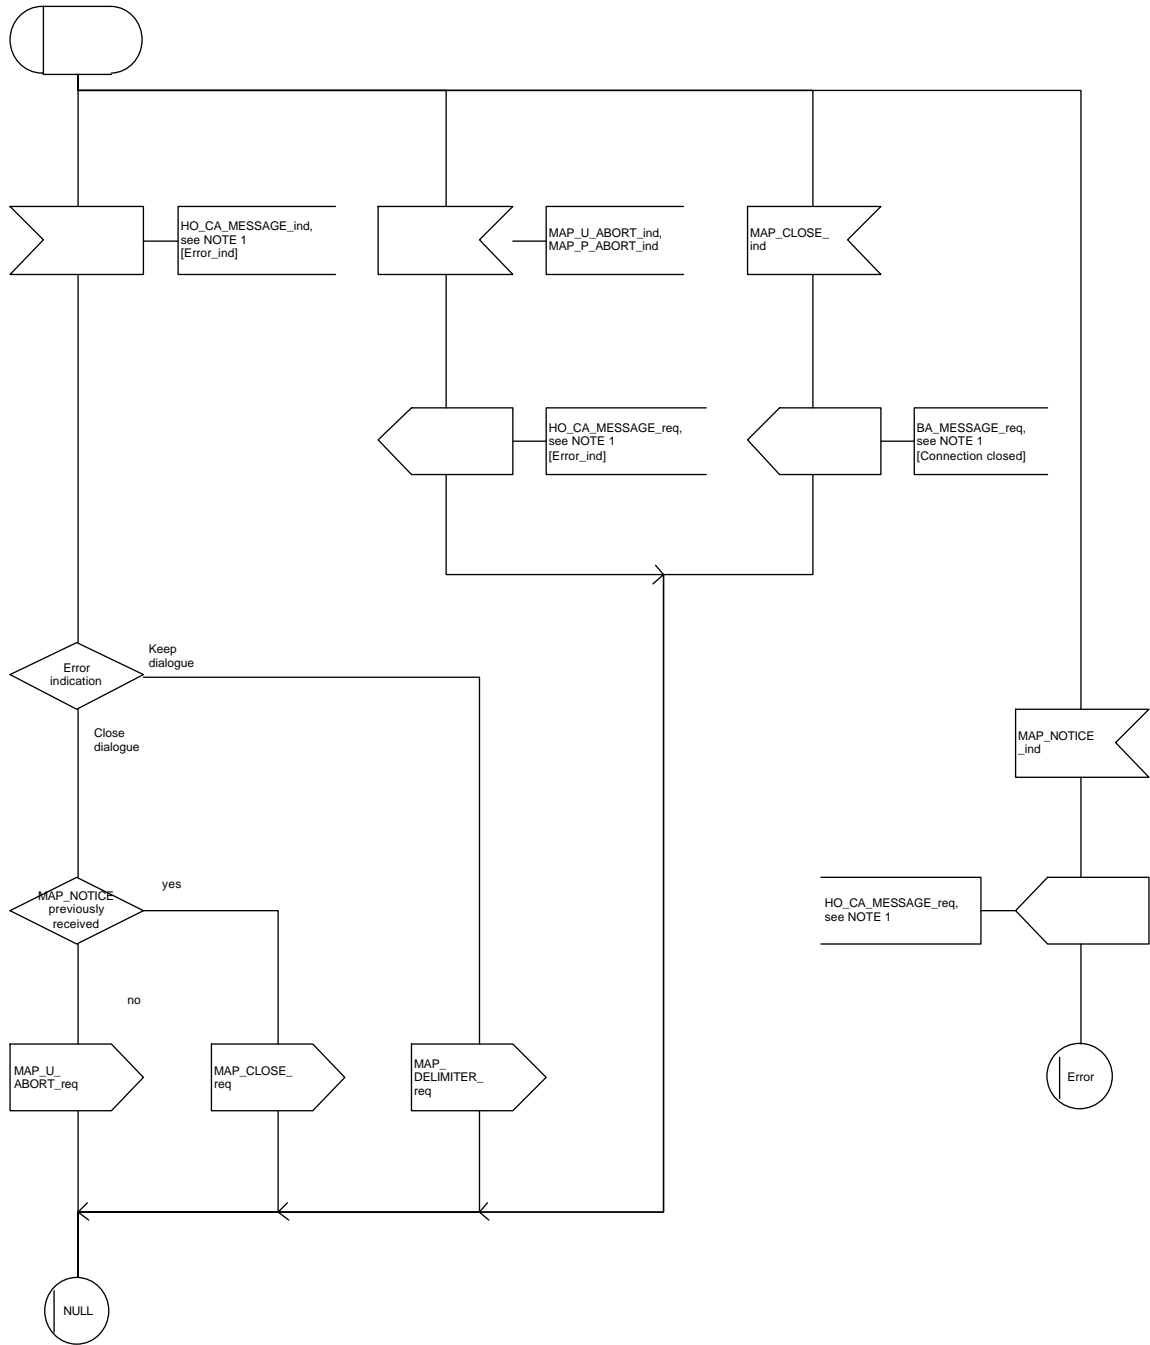 HO_CA_MESSAGE_ind,
see NOTE 1
[Error_ind]
MAP_U_ABORT_ind,
MAP_P_ABORT_ind
MAP_CLOSE_
ind
HO_CA_MESSAGE_req,
see NOTE 1
[Error_ind]
BA_MESSAGE_req,
see NOTE 1
[Connection closed]
Error
indication
Keep
dialogue
Close
dialogue
MAP_NOTICE
_ind
MAP_NOTICE
previously
received
yes
HO_CA_MESSAGE_req,
see NOTE 1
no
MAP_U_
ABORT_req
MAP_CLOSE_
req
MAP_
DELIMITER_
req
Error
NULL